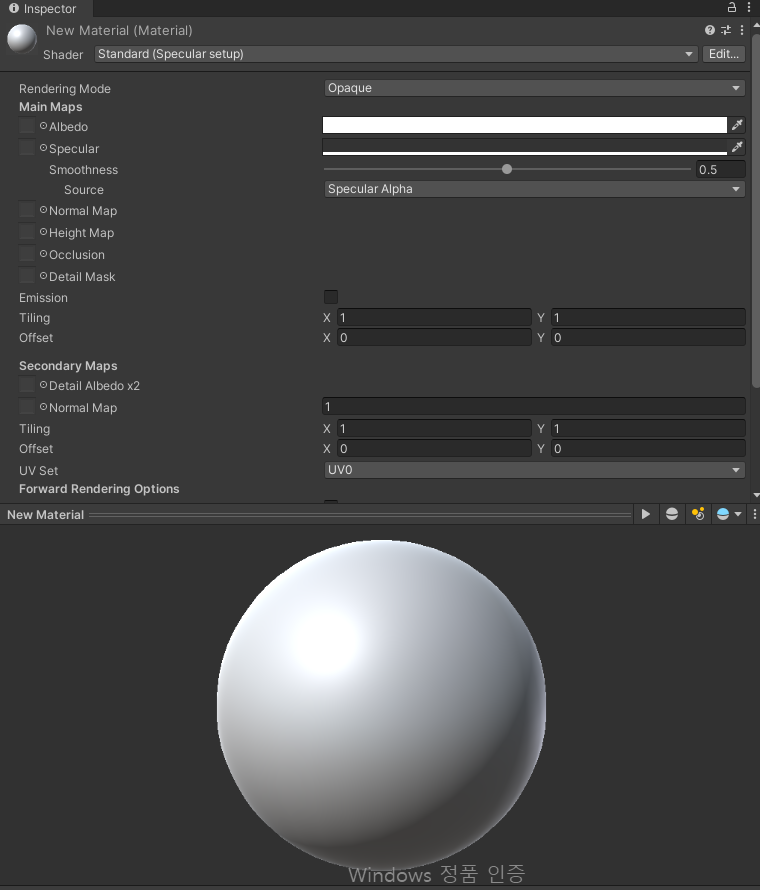 Inspector
New Material (Material)
Shader Standard (Specular setup) Edit...
Rendering Mode Opaque
Main Maps
Albedo
Specular
Smoothness 0.5
Source Specular Alpha
Normal Map
Height Map
Occlusion
Detail Mask
Emission
Tiling X 1 Y 1
Offset X 0 Y 0
Secondary Maps
Detail Albedo x2
Normal Map 1
Tiling X 1 Y 1
Offset X 0 Y 0
UV Set UV0
Forward Rendering Options
New Material
Windows 정품 인증